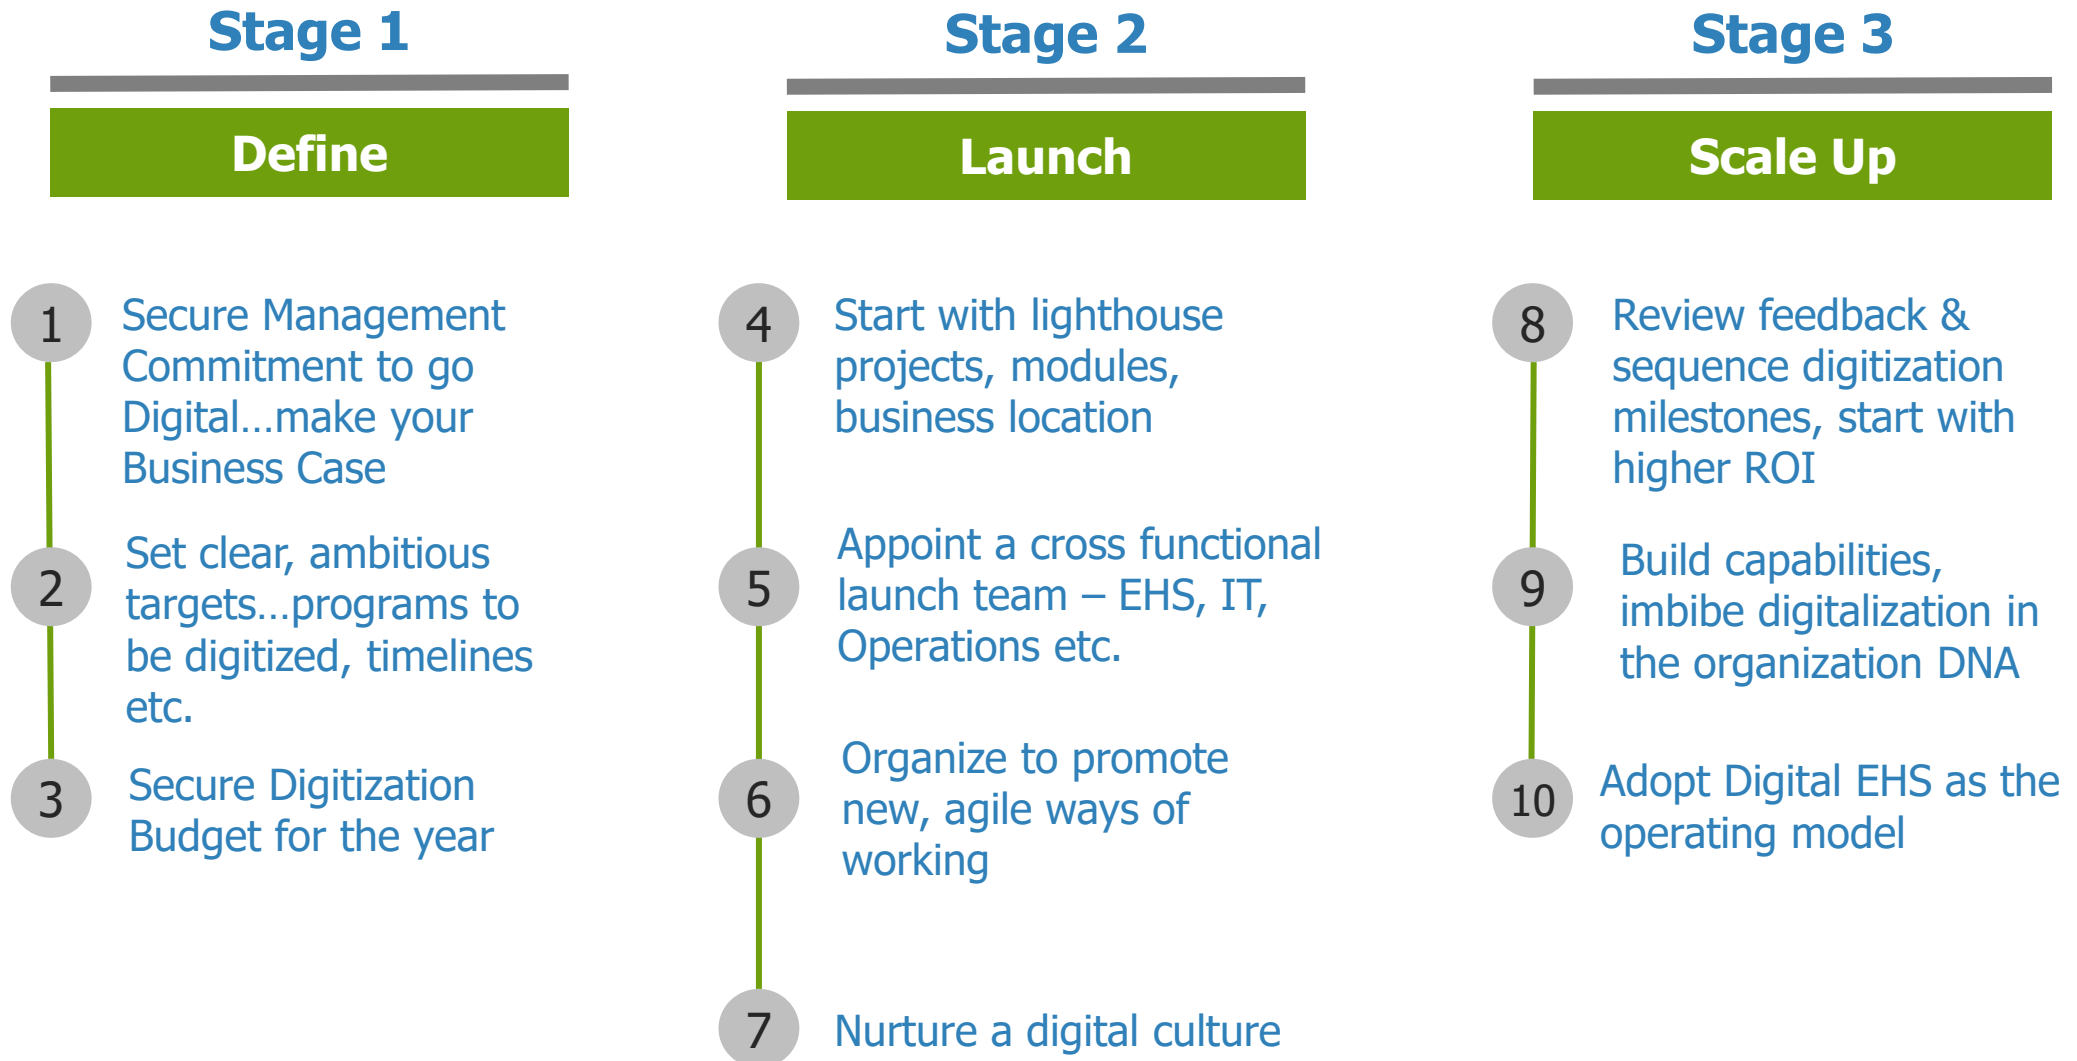 Stage 1
Define
1
Secure Management
Commitment to go
Digital...make your
Business Case
2
Set clear, ambitious
targets...programs to
be digitized, timelines
etc.
3
Secure Digitization
Budget for the year
Stage 2
Launch
4
Start with lighthouse
projects, modules,
business location
5
Appoint a cross functional
launch team – EHS, IT,
Operations etc.
6
Organize to promote
new, agile ways of
working
7
Nurture a digital culture
Stage 3
Scale Up
8
Review feedback &
sequence digitization
milestones, start with
higher ROI
9
Build capabilities,
imbibe digitalization in
the organization DNA
10
Adopt Digital EHS as the
operating model